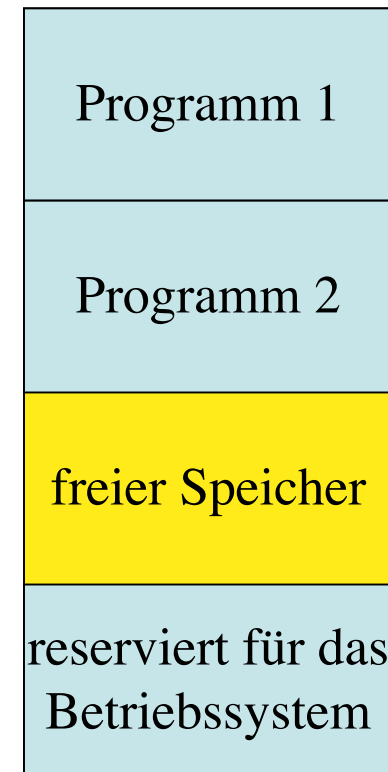 Programm 1
Programm 2
freier Speicher
reserviert für das
Betriebssystem